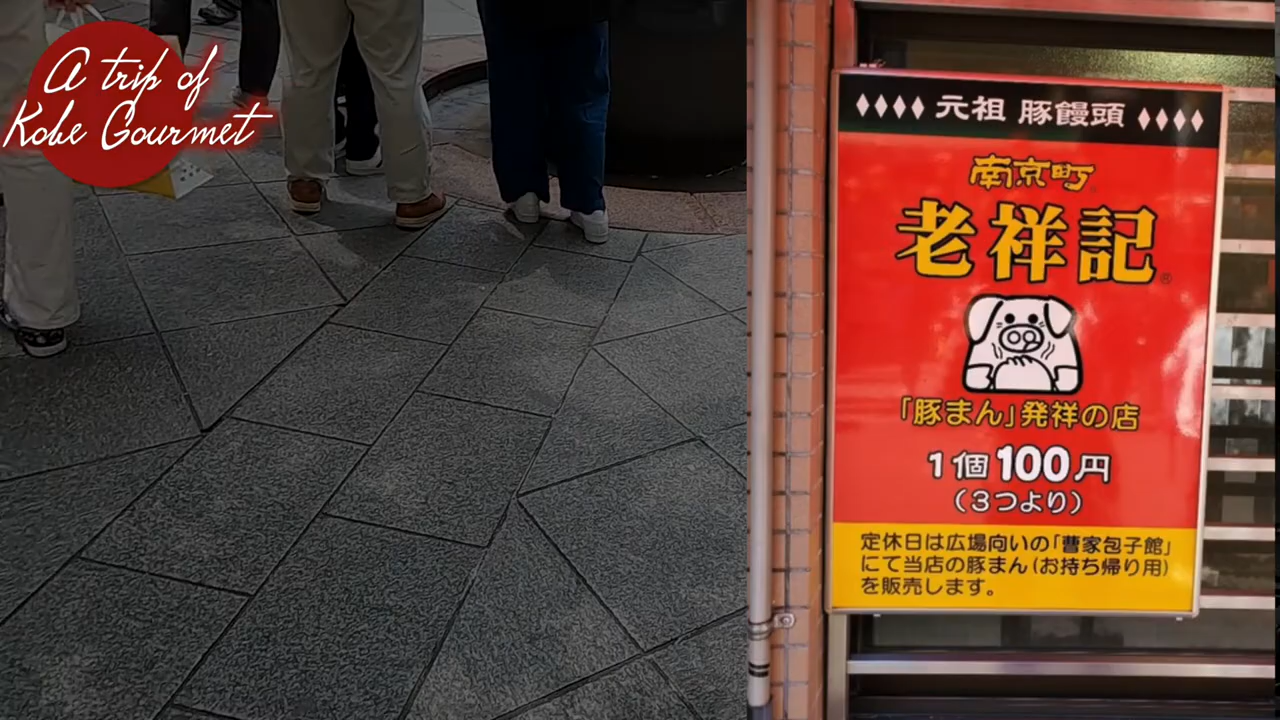 A trip of
Kobe Gourmet
元祖 豚饅頭
南京町
老祥記
「豚まん」発祥の店
1個100円
（3つより）
定休日は広場向いの「曹家包子館」
にて当店の豚まん（お持ち帰り用）
を販売します。